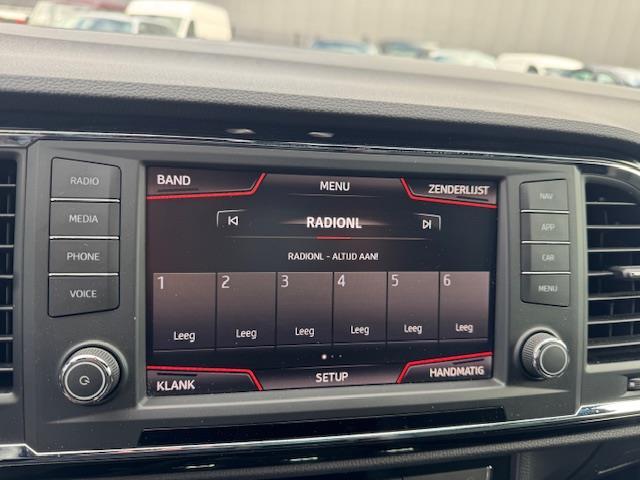 RADIO
MEDIA
PHONE
VOICE
BAND
MENU
ZENDERLIJST
RADIONL
RADIONL - ALTIJD AAN!
1 2 3 4 5 6
Leeg Leeg Leeg Leeg Leeg Leeg
KLANK
SETUP
HANDMATIG
NAV
APP
CAR
MENU